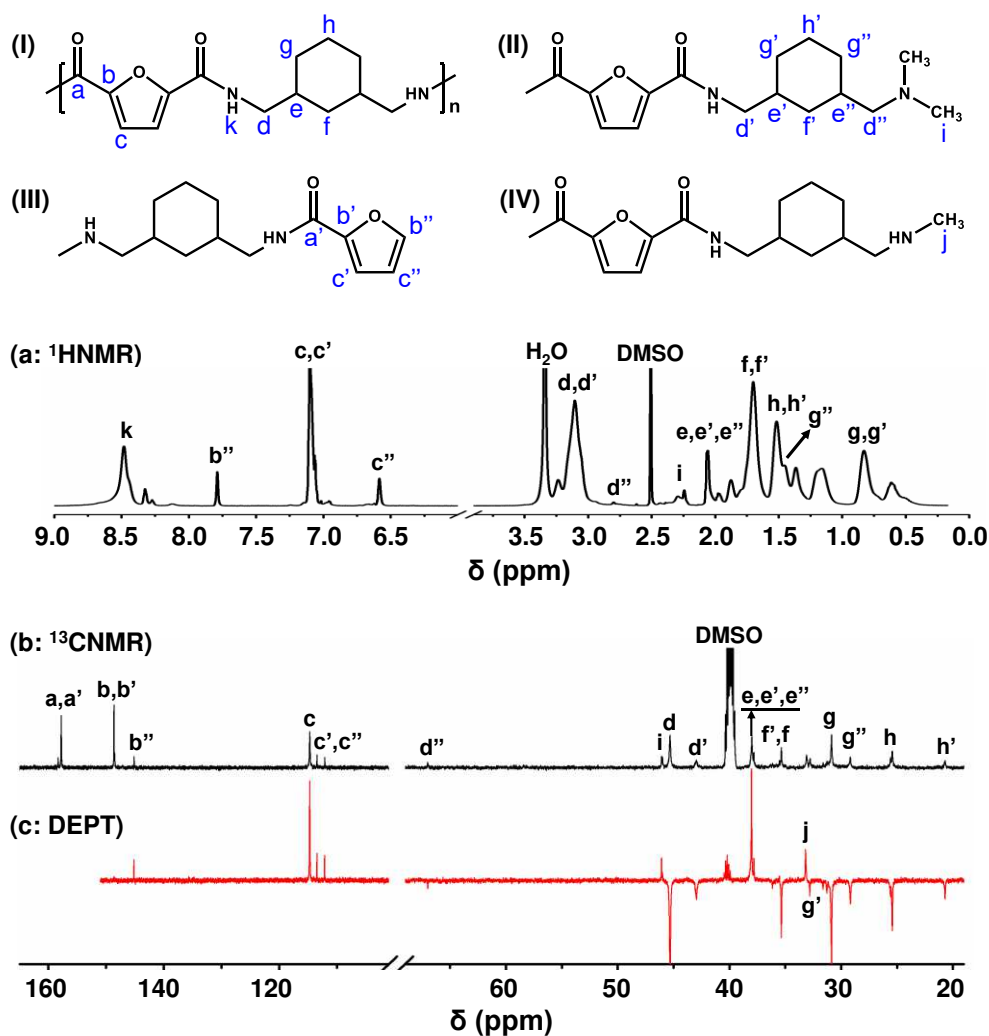 (I)
O
O
O
N
H
HN
n
a
b
c
k
d
e
f
g
h
(II)
O
O
O
N
H
N
CH3
CH3
d'
e'
f'
g'
h'
g''
e''
d''
i
(III)
H
N
O
NH
O
a'
b'
b''
c'
c''
(IV)
O
O
O
N
H
HN
CH3
j
(a: ¹HNMR)
k
b''
c,c'
c''
H₂O
d,d'
d''
DMSO
i
e,e',e''
f,f'
h,h'
g''
g,g'
9.0 8.5 8.0 7.5 7.0 6.5 3.5 3.0 2.5 2.0 1.5 1.0 0.5 0.0
δ (ppm)
(b: ¹³CNMR)
a,a'
b,b'
b''
c
c',c''
d''
i
d
d'
DMSO
e,e',e''
f',f
g
g''
h
h'
(c: DEPT)
j
g'
160 140 120 60 50 40 30 20
δ (ppm)